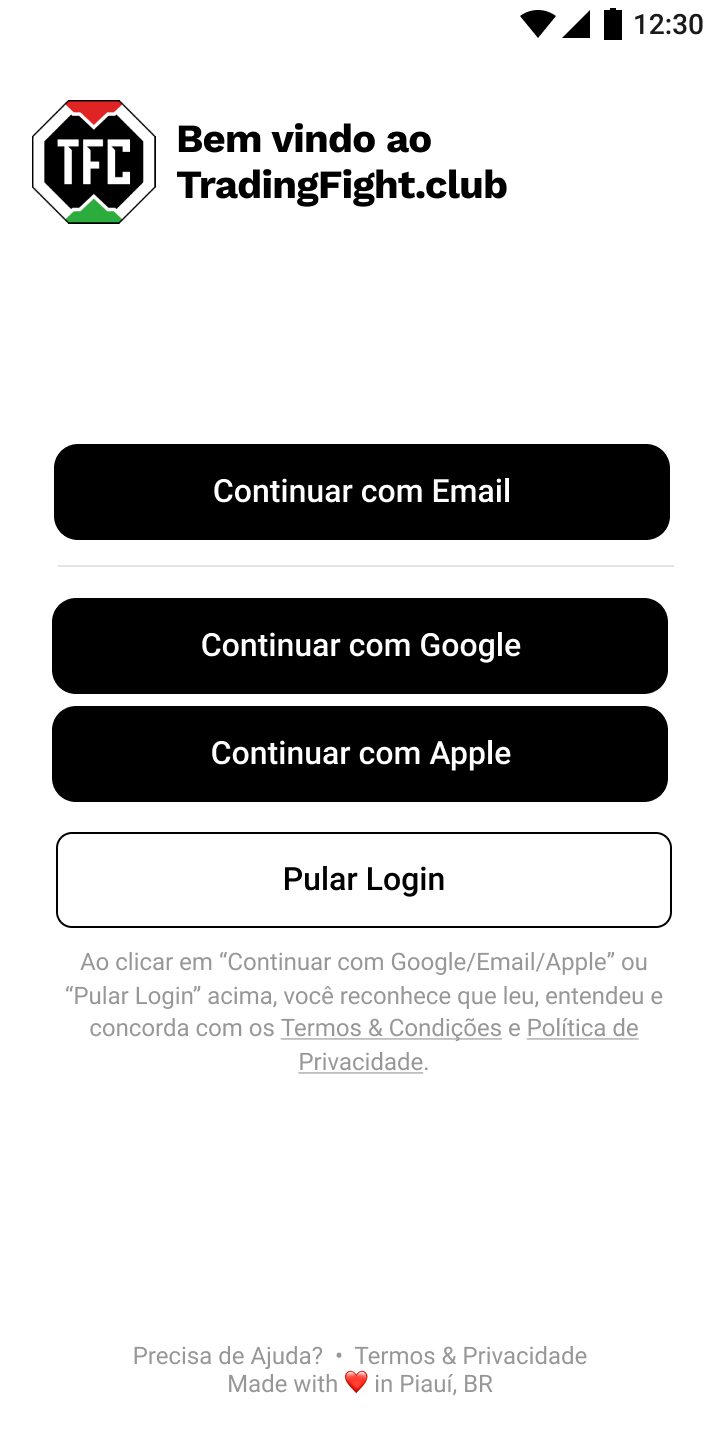 12:30
TFC
Bem vindo ao
TradingFight.club
Continuar com Email
Continuar com Google
Continuar com Apple
Pular Login
Ao clicar em “Continuar com Google/Email/Apple” ou
“Pular Login” acima, você reconhece que leu, entendeu e
concorda com os Termos & Condições e Política de
Privacidade.
Precisa de Ajuda? • Termos & Privacidade
Made with ❤️ in Piauí, BR